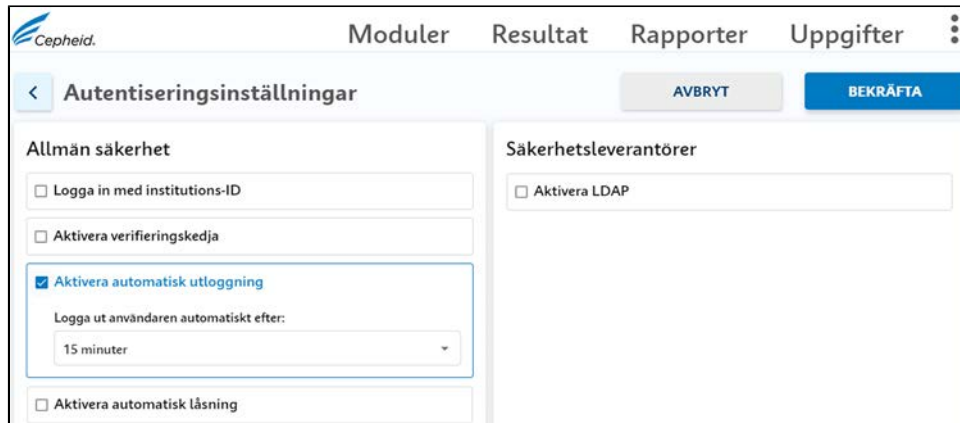 Cepheid.
Moduler Resultat Rapporter Uppgifter
Autentiseringsinställningar
AVBRYT
BEKRÄFTA
Allmän säkerhet
Logga in med institutions-ID
Aktivera verifieringskedja
Aktivera automatisk utloggning
Logga ut användaren automatiskt efter:
15 minuter
Aktivera automatisk låsning
Säkerhetsleverantörer
Aktivera LDAP